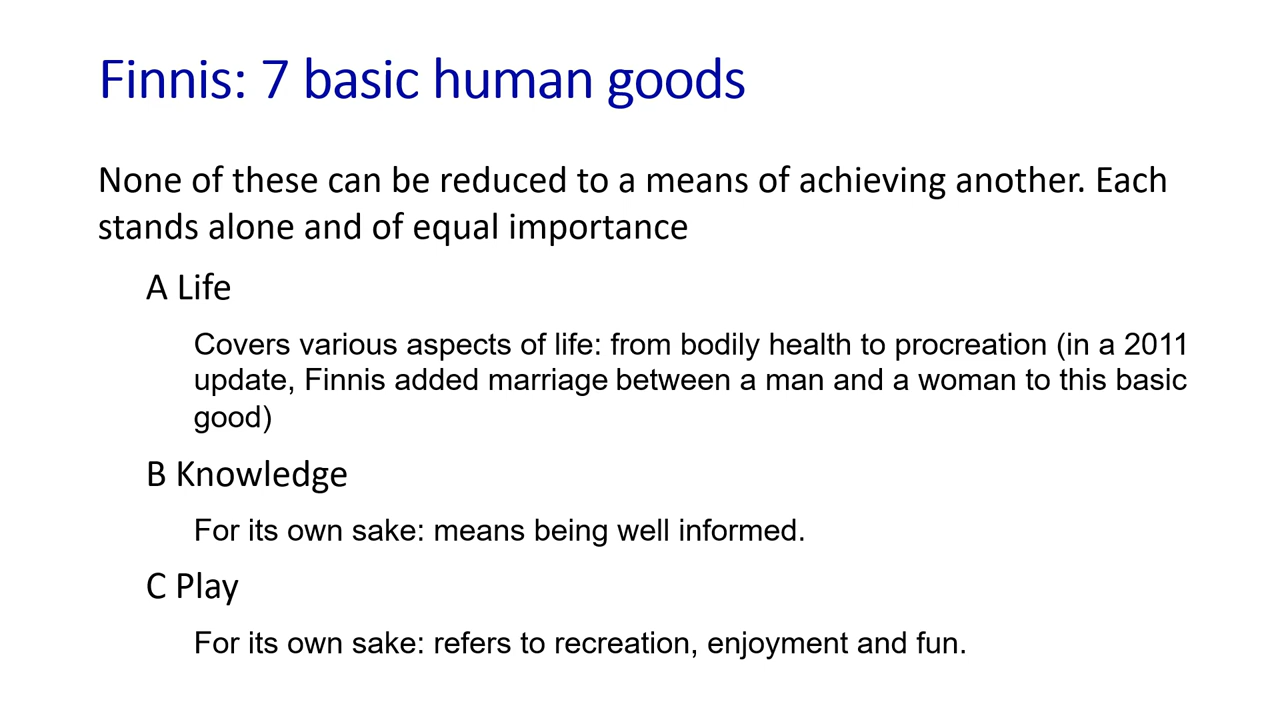 Finnis: 7 basic human goods
None of these can be reduced to a means of achieving another. Each
stands alone and of equal importance
A Life
Covers various aspects of life: from bodily health to procreation (in a 2011
update, Finnis added marriage between a man and a woman to this basic
good)
B Knowledge
For its own sake: means being well informed.
C Play
For its own sake: refers to recreation, enjoyment and fun.